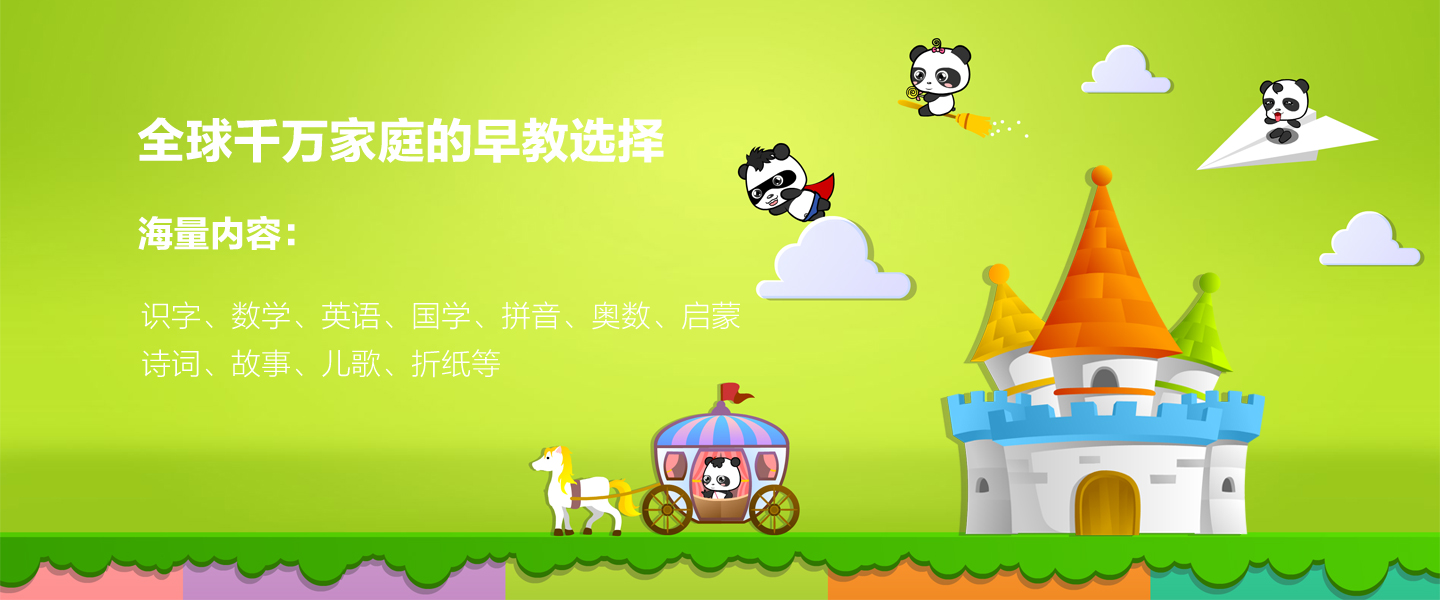 全球千万家庭的早教选择
海量内容：
识字、数学、英语、国学、拼音、奥数、启蒙
诗词、故事、儿歌、折纸等